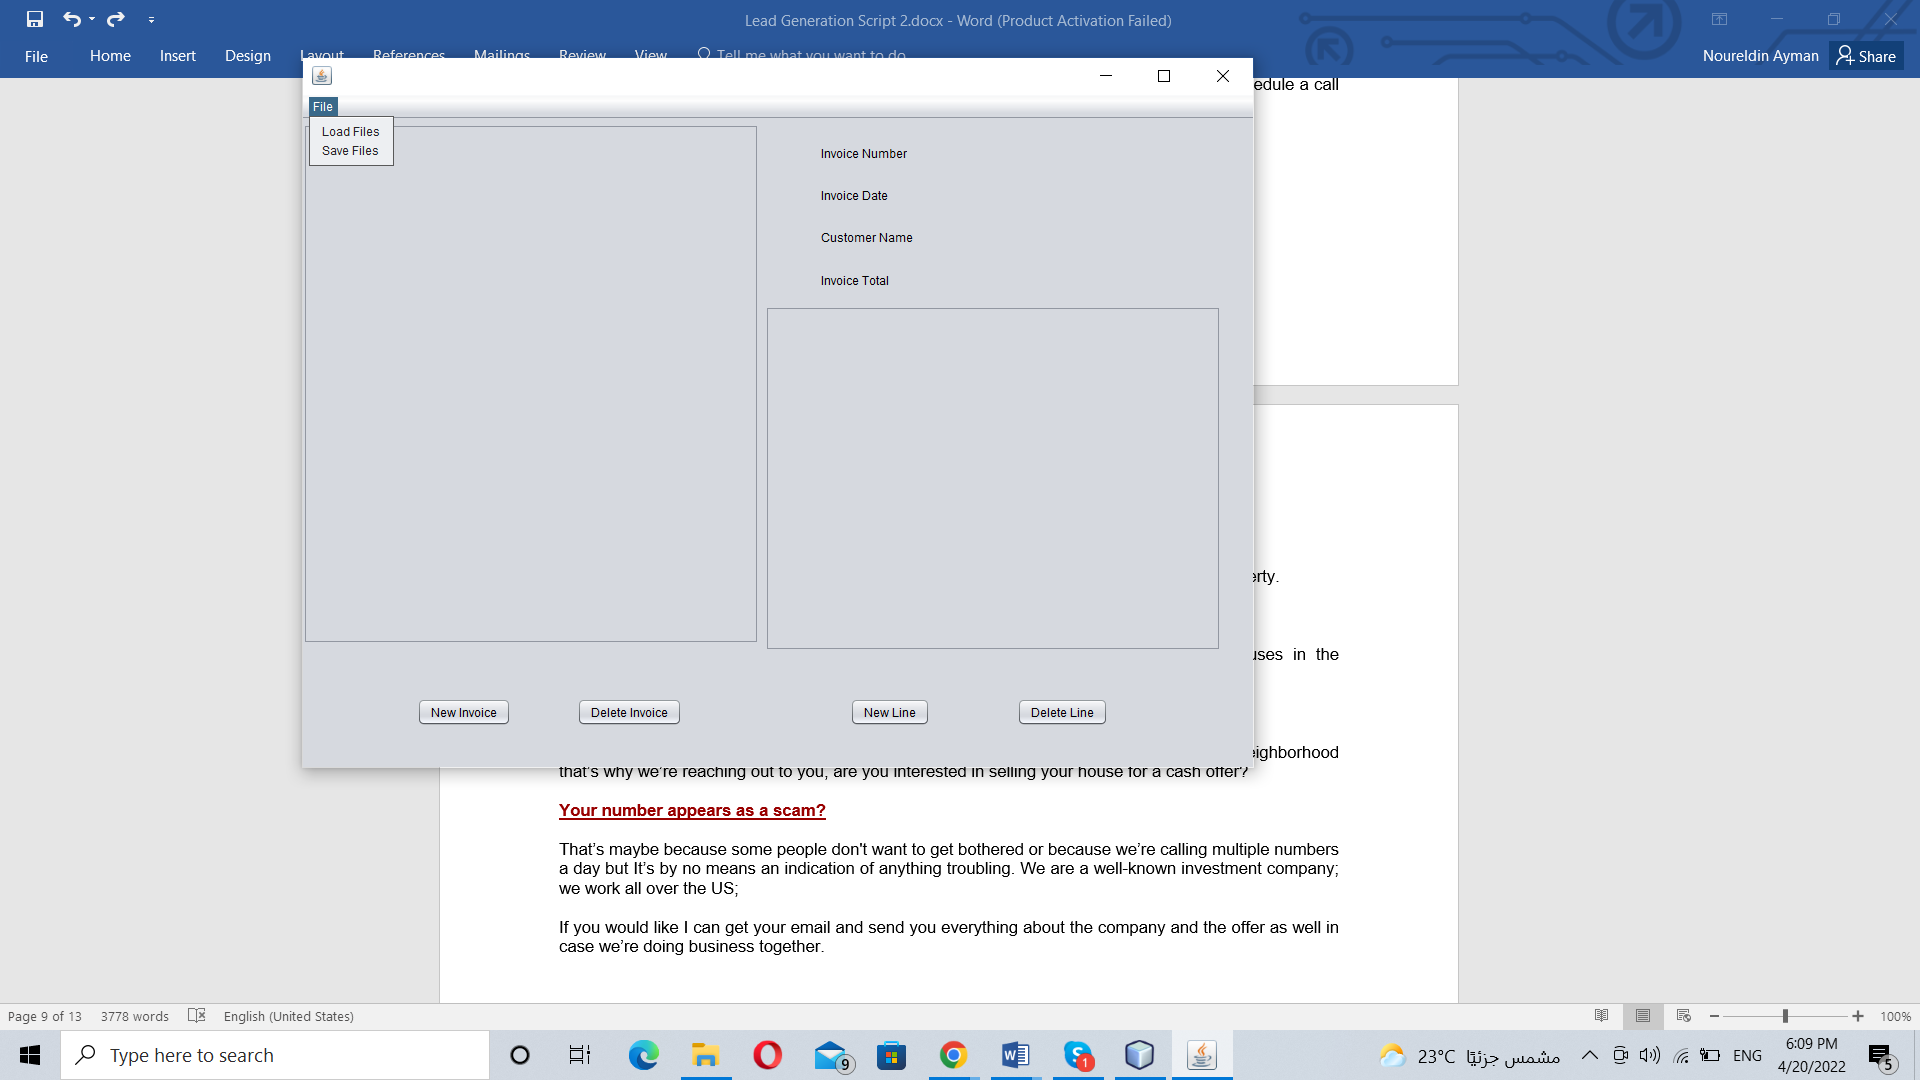 Lead Generation Script 2.docx - Word (Product Activation Failed)
File Home Insert Design Layout References Mailings Review View Tell me what you want to do Noureldin Ayman Share
edule a call
File
Load Files
Save Files
Invoice Number
Invoice Date
Customer Name
Invoice Total
erty.
uses in the
New Invoice Delete Invoice New Line Delete Line
eighborhood
that's why we're reaching out to you, are you interested in selling your house for a cash offer?
Your number appears as a scam?
That’s maybe because some people don't want to get bothered or because we’re calling multiple numbers
a day but It’s by no means an indication of anything troubling. We are a well-known investment company;
we work all over the US;
If you would like I can get your email and send you everything about the company and the offer as well in
case we’re doing business together.
Page 9 of 13 3778 words English (United States) 100%
Type here to search 9 1 23°C مشمس جزئيًا ENG 6:09 PM
4/20/2022 5